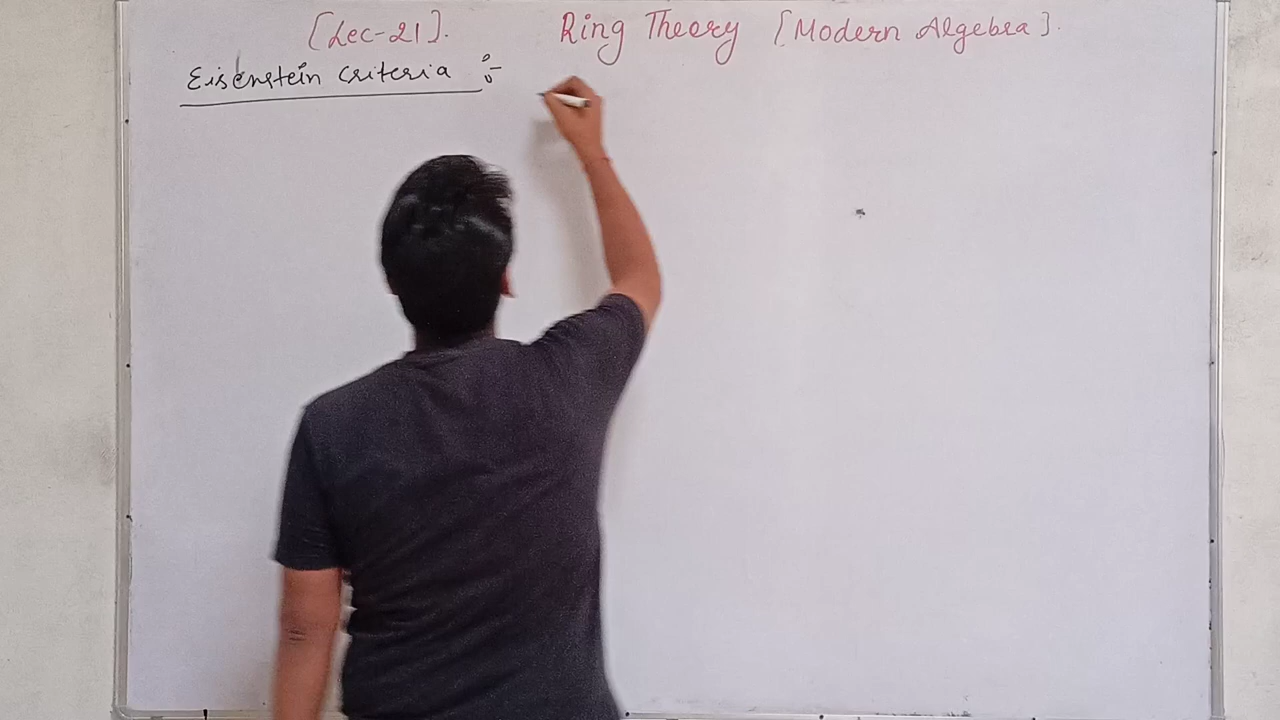 [Lec-21]. Ring Theory [Modern Algebra].
Eisenstein criteria :-